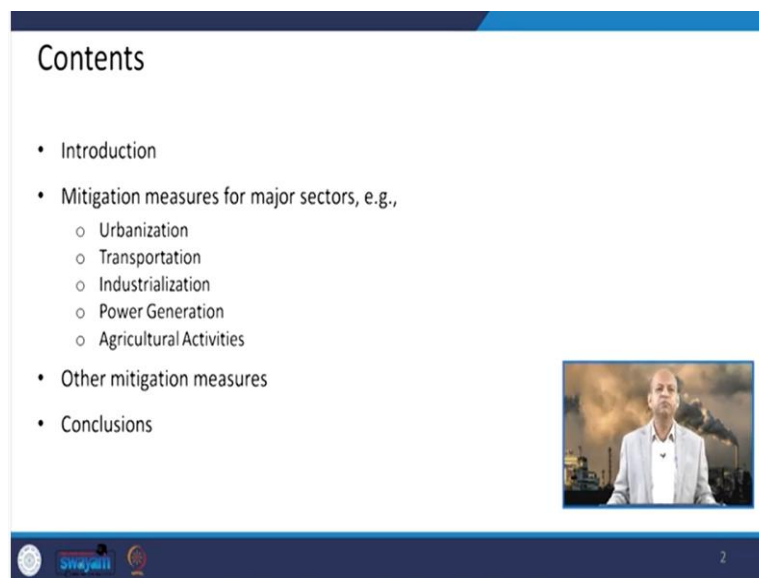 Contents
• Introduction
• Mitigation measures for major sectors, e.g.,
o Urbanization
o Transportation
o Industrialization
o Power Generation
o Agricultural Activities
• Other mitigation measures
• Conclusions
swayam
2